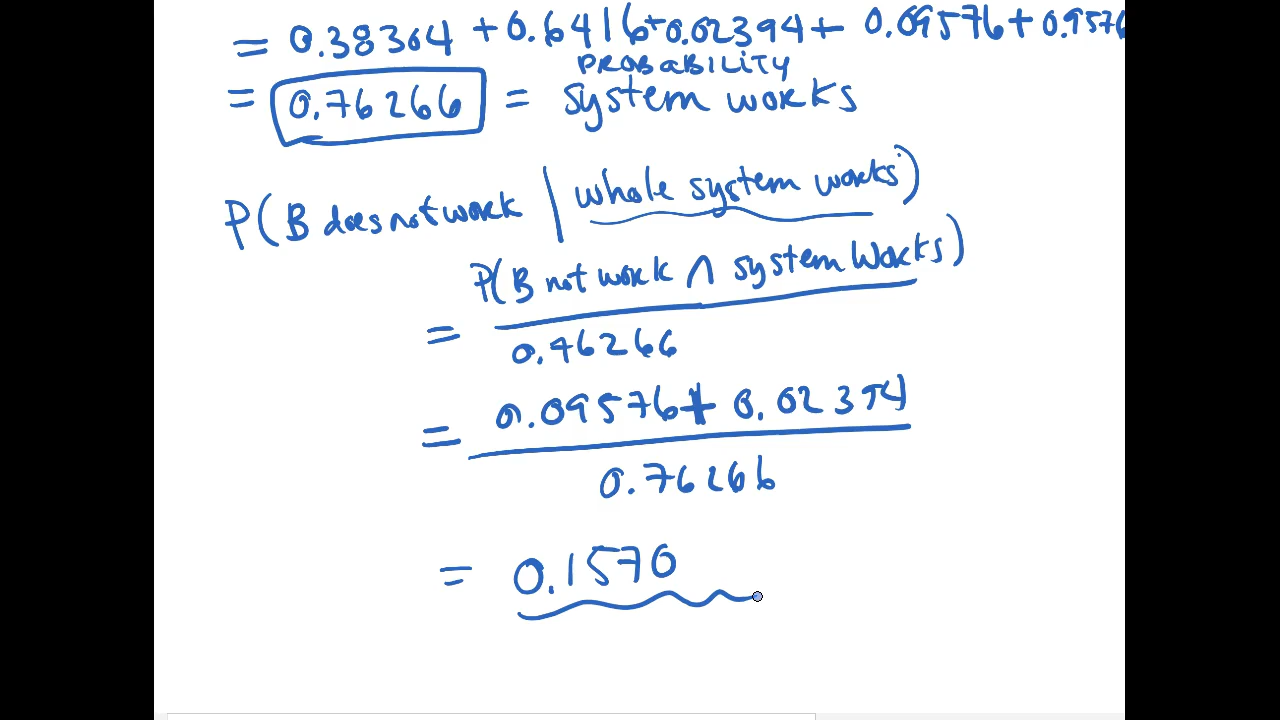 = 0.38304 + 0.6416 + 0.02394 + 0.09576 + 0.9576
PROBABILITY
= 0.76266 = system works
P(B does not work | whole system works)
P(B not work ∩ system works)
= 0.46266
0.09576 + 0.02394
= 0.76266
= 0.1570